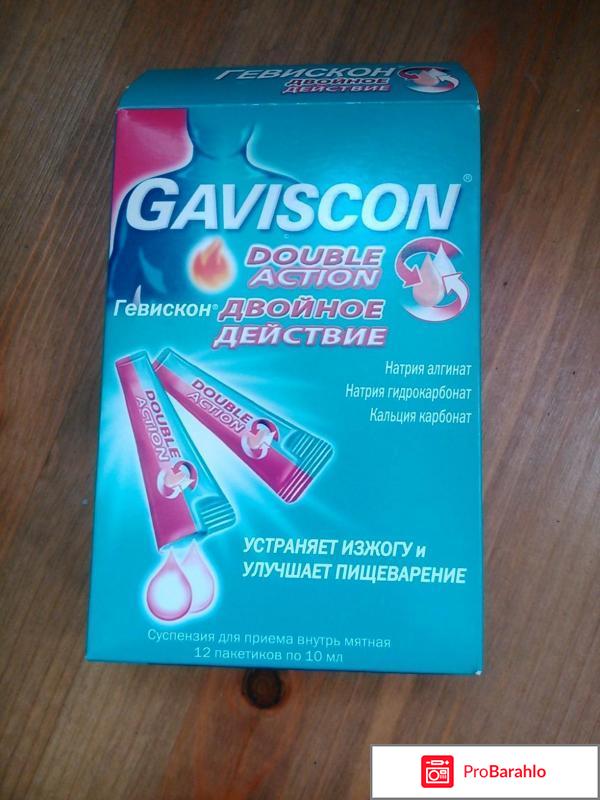 ГЕВИСКОН®
ДВОЙНОЕ
ДЕЙСТВИЕ
GAVISCON®
DOUBLE
ACTION
Гевискон® ДВОЙНОЕ
ДЕЙСТВИЕ
Натрия алгинат
Натрия гидрокарбонат
Кальция карбонат
DOUBLE
ACTION
DOUBLE
ACTION
УСТРАНЯЕТ ИЗЖОГУ и
УЛУЧШАЕТ ПИЩЕВАРЕНИЕ
Суспензия для приема внутрь мятная
12 пакетиков по 10 мл
ProBarahlo